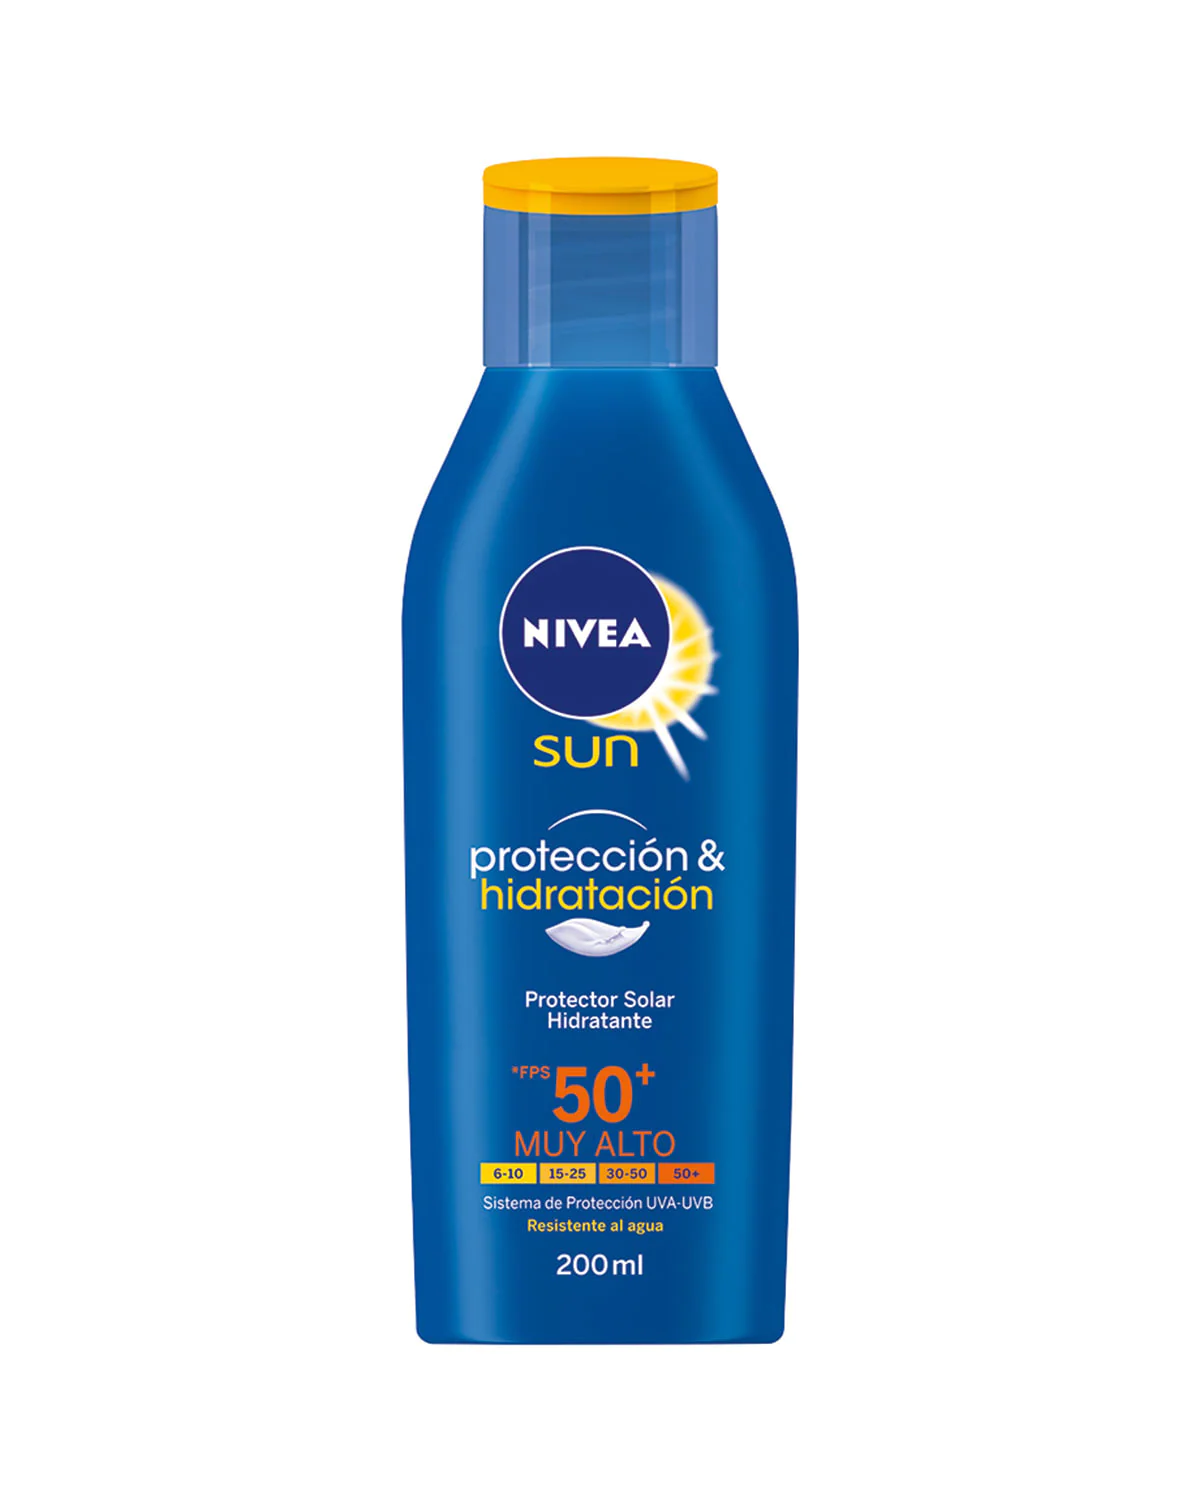 NIVEA
sun
protección &
hidratación
Protector Solar
Hidratante
*FPS 50+
MUY ALTO
6-10 15-25 30-50 50+
Sistema de Protección UVA-UVB
Resistente al agua
200ml